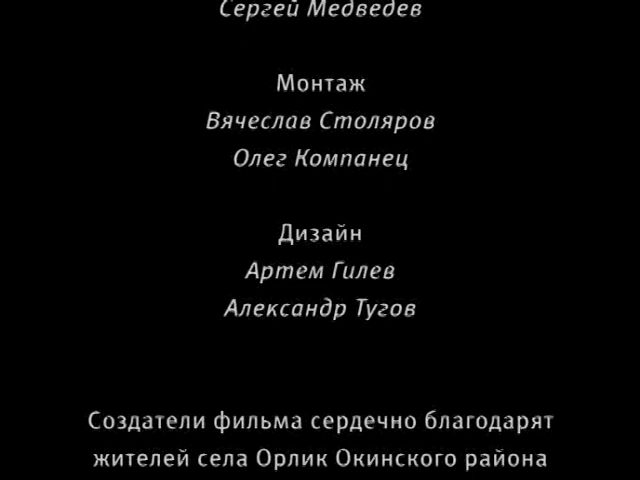 Сергей Медведев
Монтаж
Вячеслав Столяров
Олег Компанец
Дизайн
Артем Гилев
Александр Тугов
Создатели фильма сердечно благодарят
жителей села Орлик Окинского района